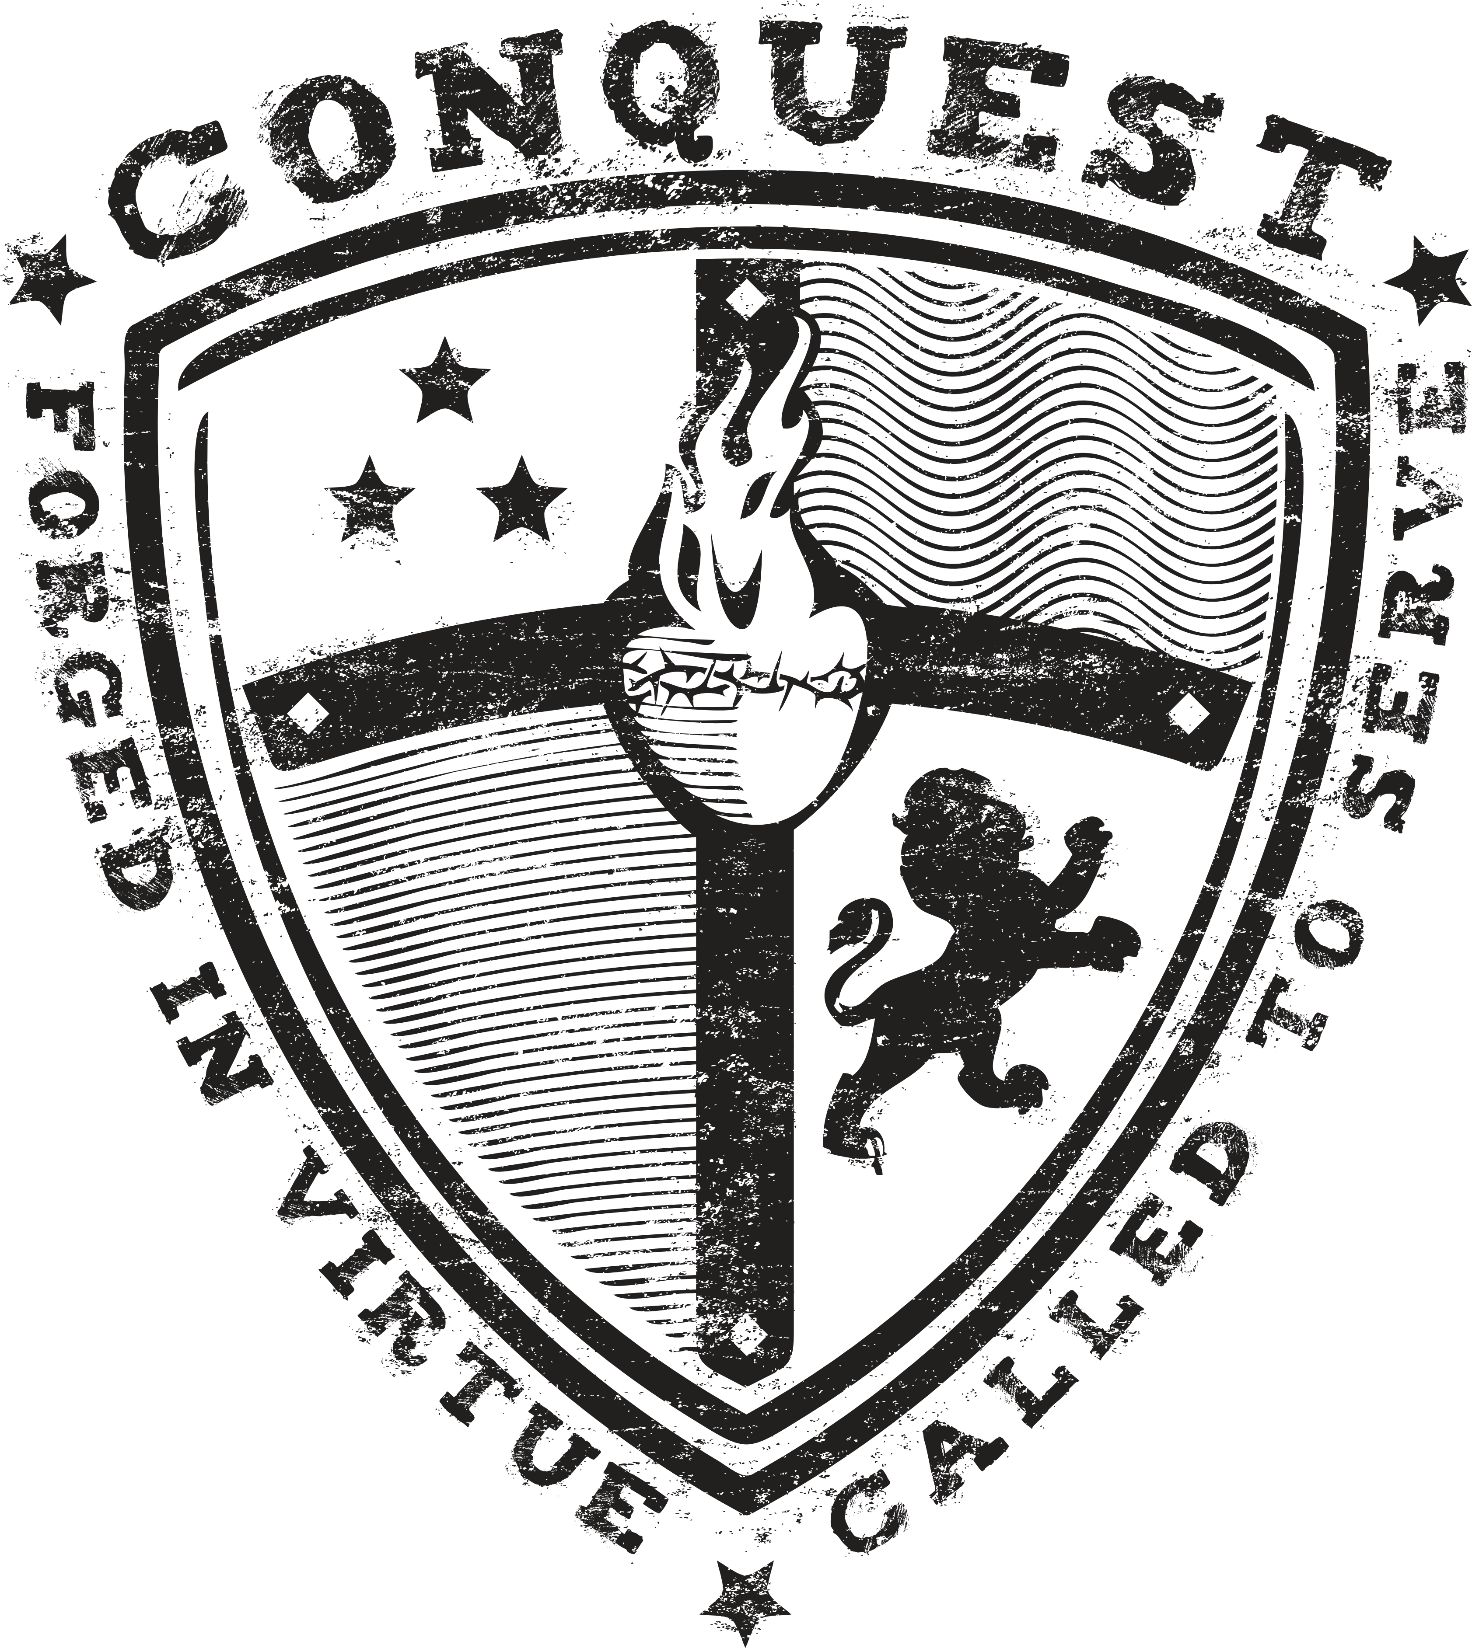 CONQUEST
FORGED IN VIRTUE
CALLED TO SERVE